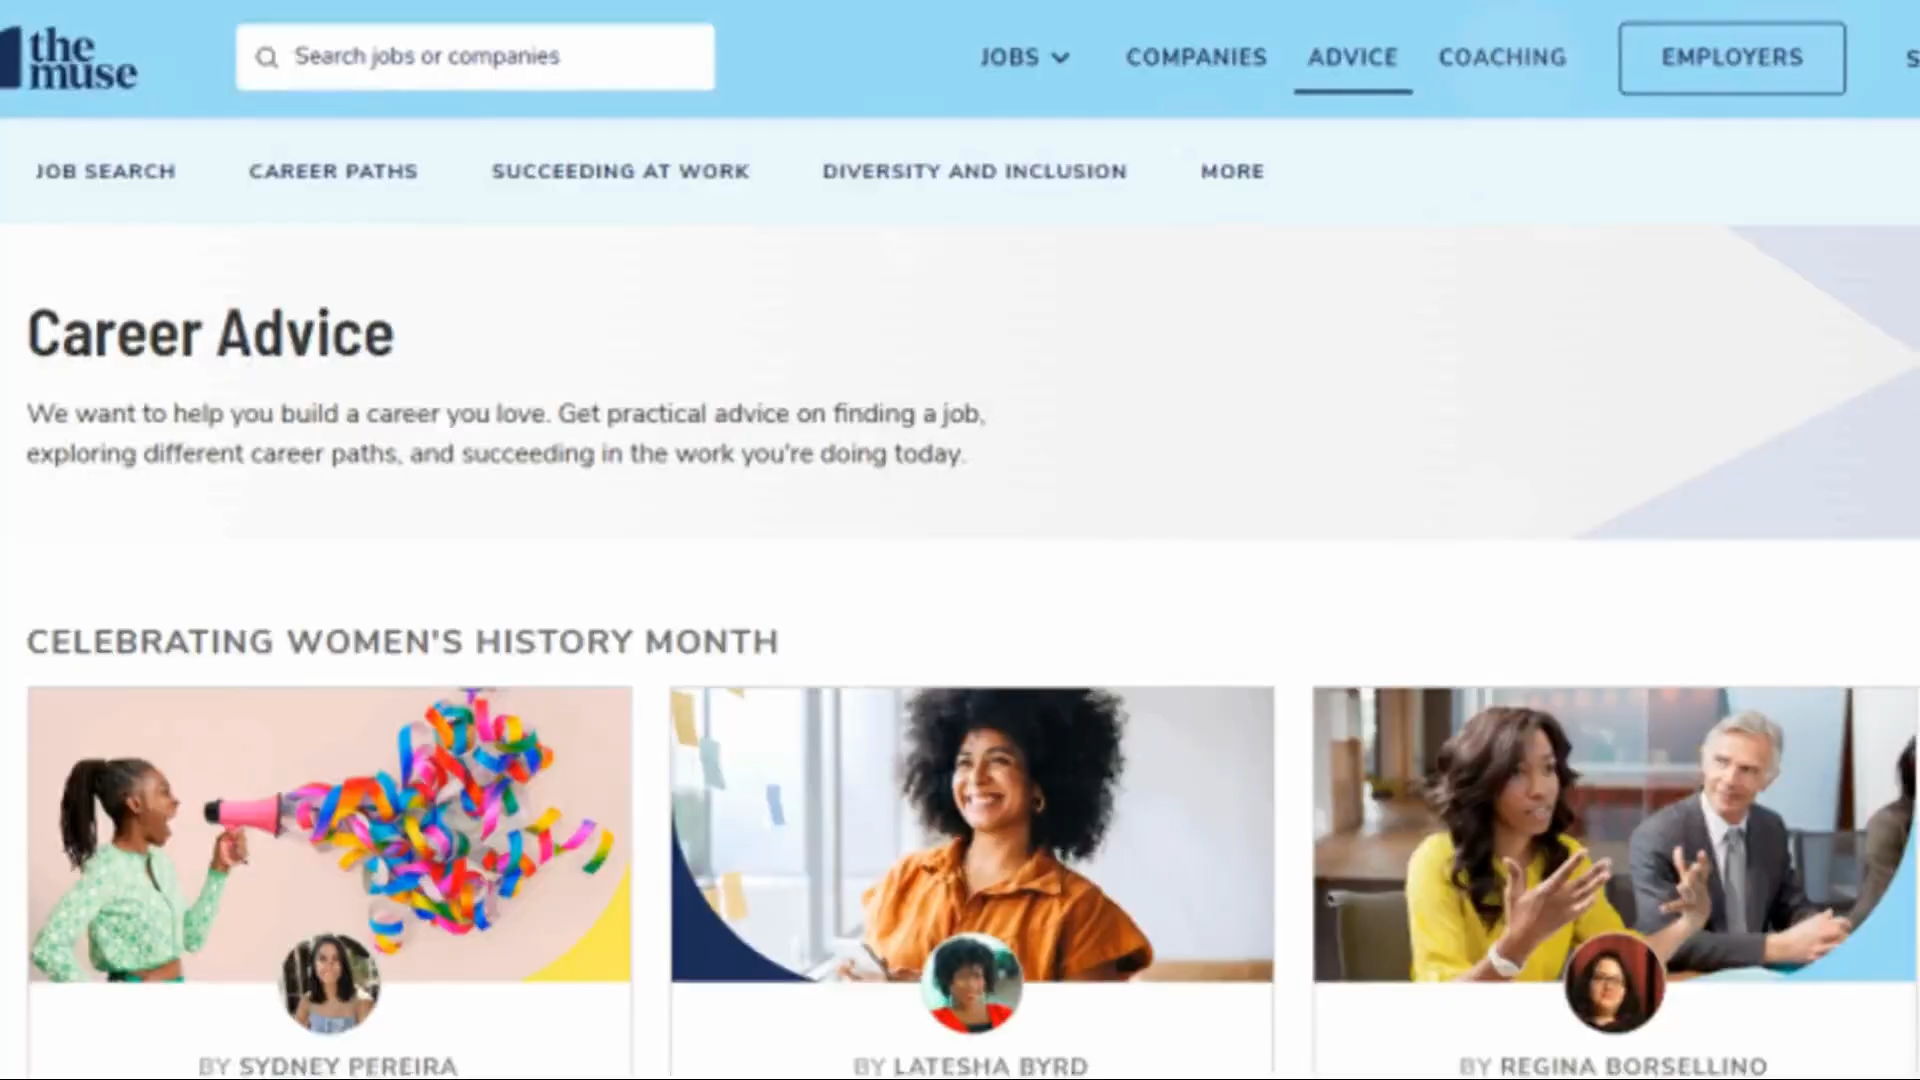 the
muse
Search jobs or companies
JOBS
COMPANIES
ADVICE
COACHING
EMPLOYERS
S
JOB SEARCH
CAREER PATHS
SUCCEEDING AT WORK
DIVERSITY AND INCLUSION
MORE
Career Advice
We want to help you build a career you love. Get practical advice on finding a job,
exploring different career paths, and succeeding in the work you're doing today.
CELEBRATING WOMEN'S HISTORY MONTH
BY SYDNEY PEREIRA
BY LATESHA BYRD
BY REGINA BORSELLINO